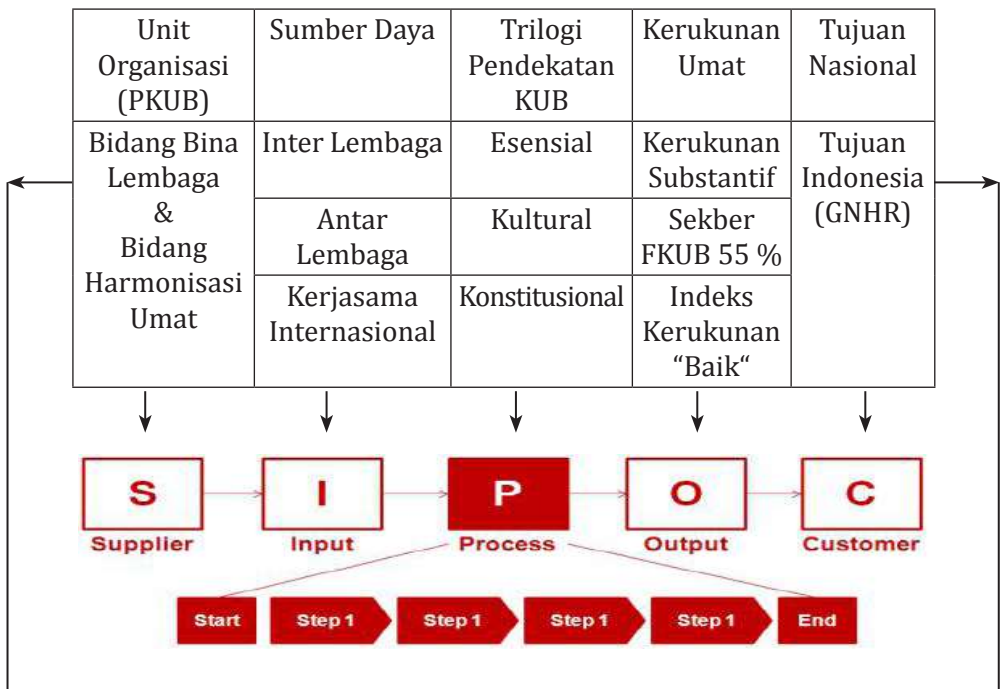 Unit
Organisasi
(PKUB)
Sumber Daya
Trilogi
Pendekatan
KUB
Kerukunan
Umat
Tujuan
Nasional
Bidang Bina
Lembaga
&
Bidang
Harmonisasi
Umat
Inter Lembaga
Esensial
Kerukunan
Substantif
Tujuan
Indonesia
(GNHR)
Antar
Lembaga
Kultural
Sekber
FKUB 55 %
Kerjasama
Internasional
Konstitusional
Indeks
Kerukunan
“Baik“
S
I
P
O
C
Supplier
Input
Process
Output
Customer
Start
Step 1
Step 1
Step 1
Step 1
End